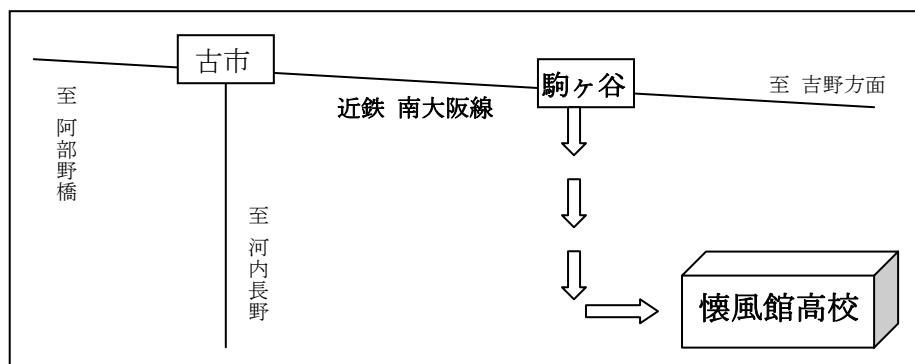 古市
駒ヶ谷
至 吉野方面
近鉄 南大阪線
至 阿部野橋
至 河内長野
懐風館高校